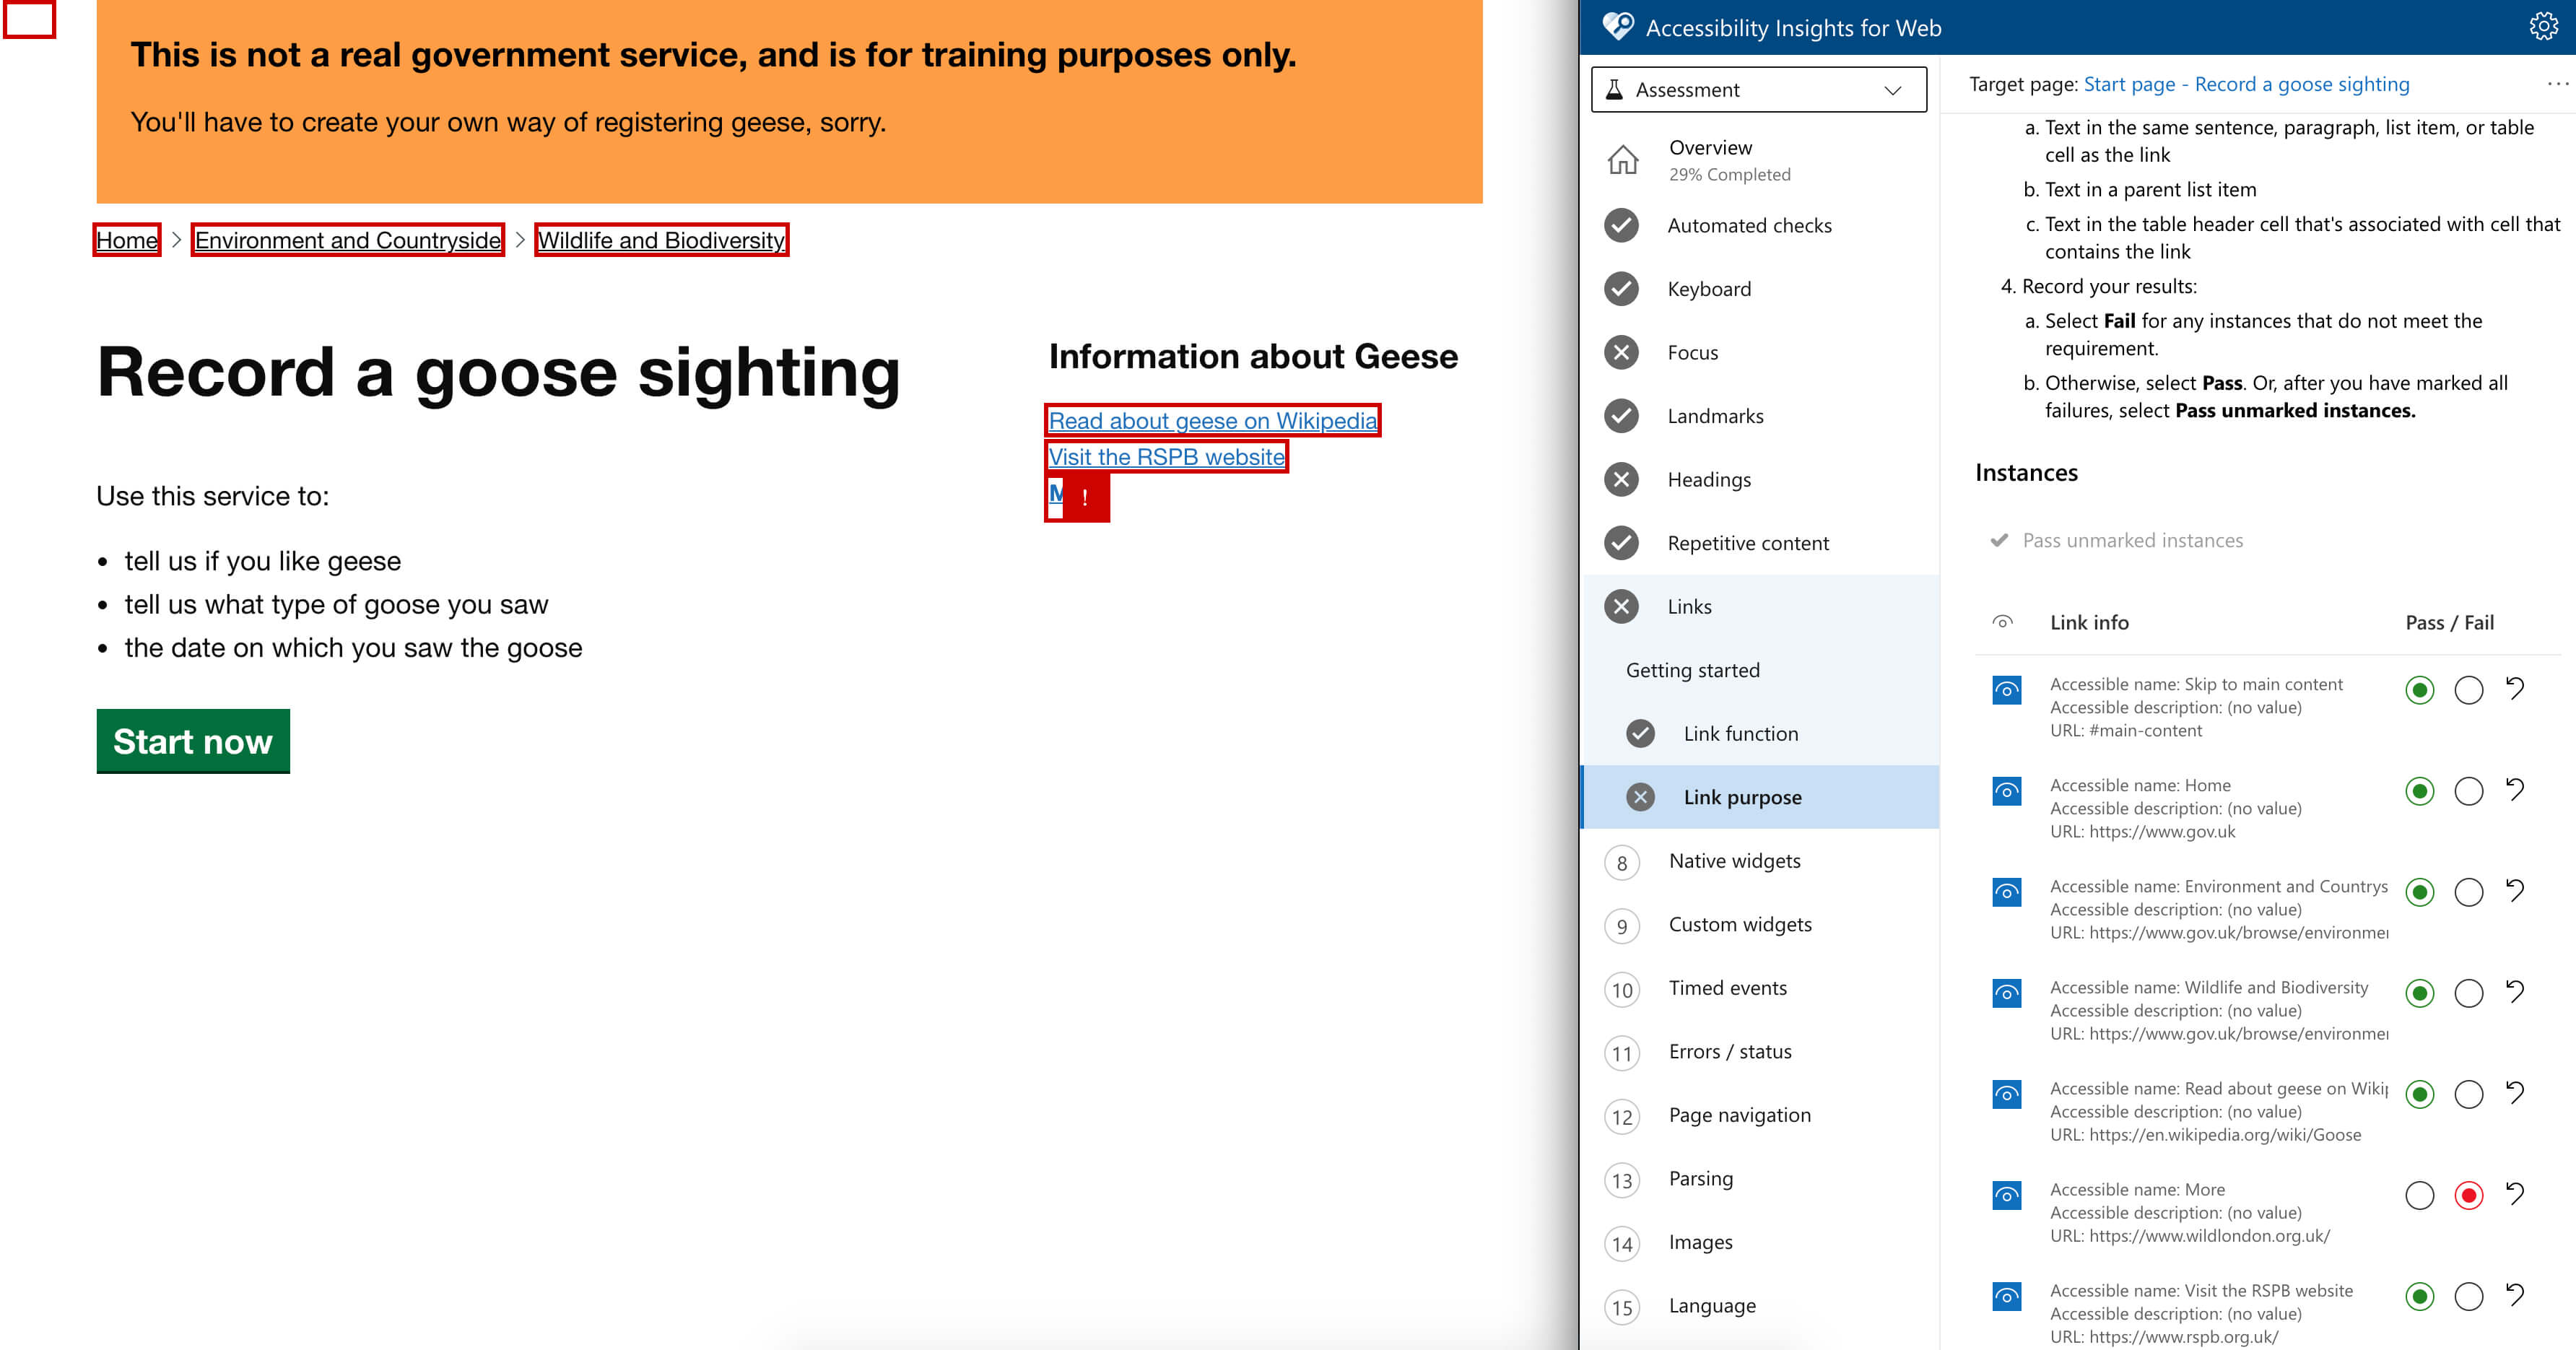 This is not a real government service, and is for training purposes only.
You'll have to create your own way of registering geese, sorry.
Home > Environment and Countryside > Wildlife and Biodiversity
Record a goose sighting
Use this service to:
• tell us if you like geese
• tell us what type of goose you saw
• the date on which you saw the goose
Start now
Information about Geese
Read about geese on Wikipedia
Visit the RSPB website
M !
Accessibility Insights for Web
Assessment
Overview
29% Completed
Automated checks
Keyboard
Focus
Landmarks
Headings
Repetitive content
Links
Getting started
Link function
Link purpose
8 Native widgets
9 Custom widgets
10 Timed events
11 Errors / status
12 Page navigation
13 Parsing
14 Images
15 Language
Target page: Start page - Record a goose sighting ...
a. Text in the same sentence, paragraph, list item, or table
cell as the link
b. Text in a parent list item
c. Text in the table header cell that's associated with cell that
contains the link
4. Record your results:
a. Select Fail for any instances that do not meet the
requirement.
b. Otherwise, select Pass. Or, after you have marked all
failures, select Pass unmarked instances.
Instances
Pass unmarked instances
Link info Pass / Fail
Accessible name: Skip to main content
Accessible description: (no value)
URL: #main-content
Accessible name: Home
Accessible description: (no value)
URL: https://www.gov.uk
Accessible name: Environment and Countrys
Accessible description: (no value)
URL: https://www.gov.uk/browse/environmer
Accessible name: Wildlife and Biodiversity
Accessible description: (no value)
URL: https://www.gov.uk/browse/environmer
Accessible name: Read about geese on Wikip
Accessible description: (no value)
URL: https://en.wikipedia.org/wiki/Goose
Accessible name: More
Accessible description: (no value)
URL: https://www.wildlondon.org.uk/
Accessible name: Visit the RSPB website
Accessible description: (no value)
URL: https://www.rspb.org.uk/